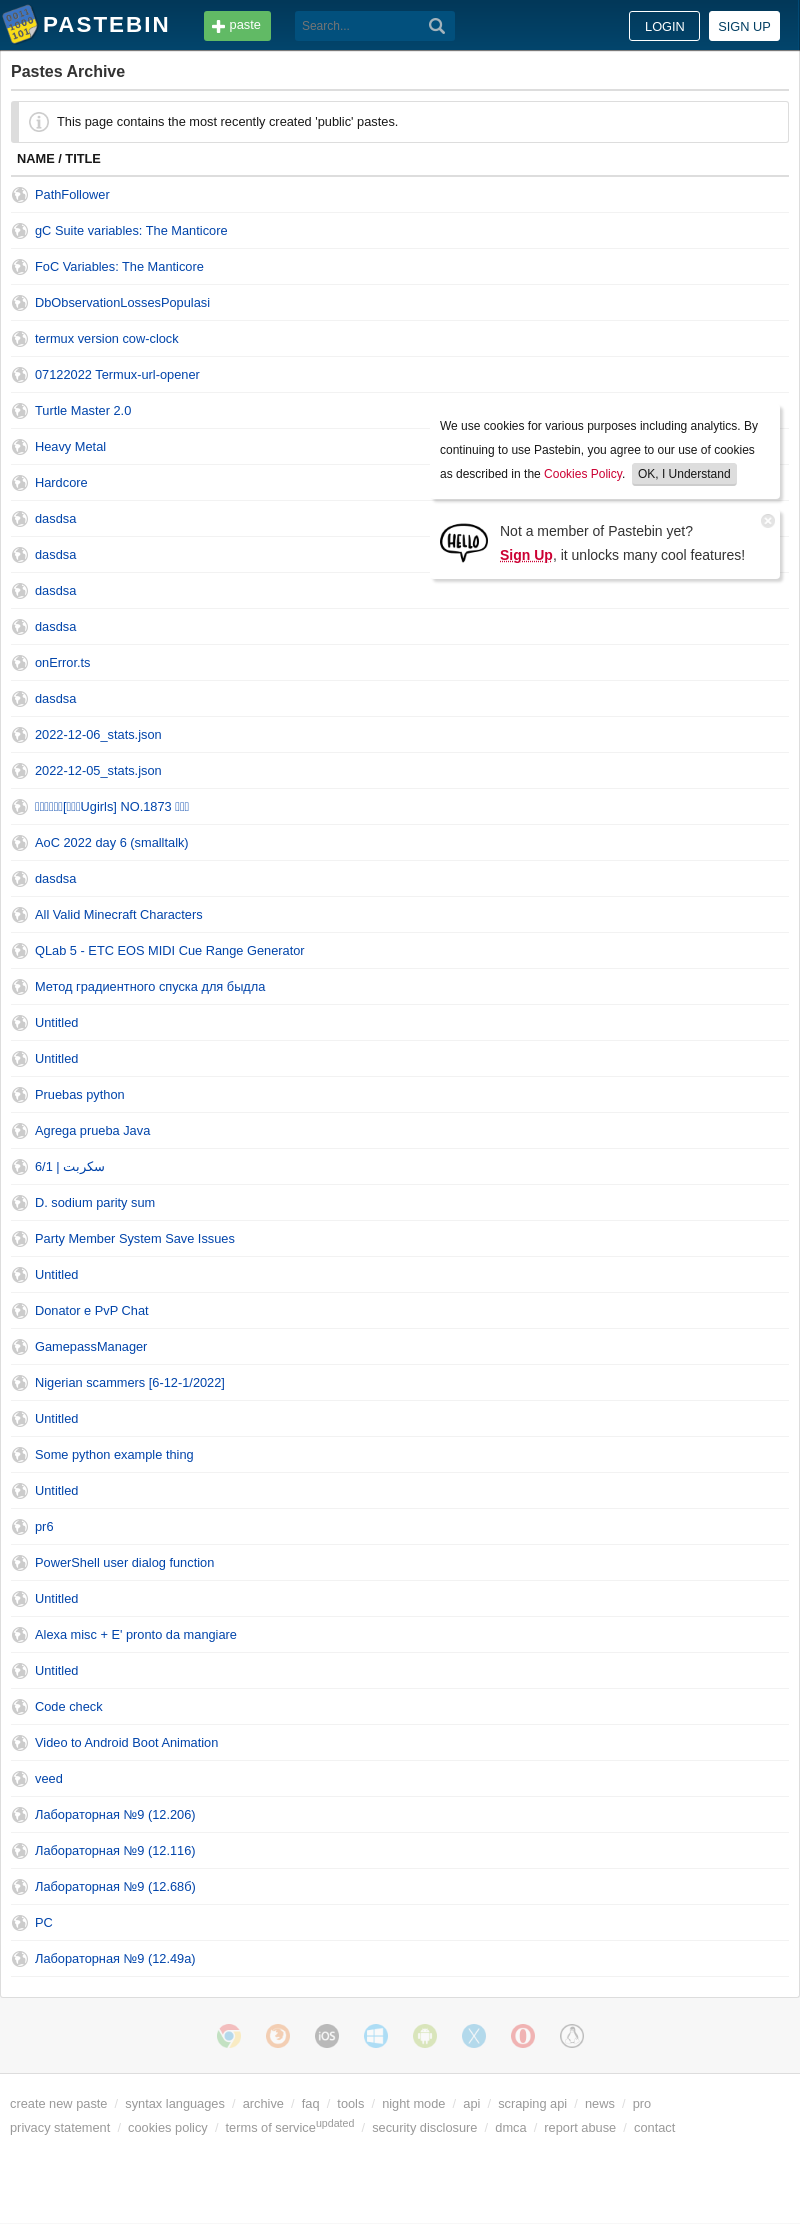 PASTEBIN
paste
Search...
LOGIN
SIGN UP
Pastes Archive
This page contains the most recently created 'public' pastes.
NAME / TITLE
PathFollower
gC Suite variables: The Manticore
FoC Variables: The Manticore
DbObservationLossesPopulasi
termux version cow-clock
07122022 Termux-url-opener
Turtle Master 2.0
Heavy Metal
Hardcore
dasdsa
dasdsa
dasdsa
dasdsa
onError.ts
dasdsa
2022-12-06_stats.json
2022-12-05_stats.json
[Ugirls] NO.1873
AoC 2022 day 6 (smalltalk)
dasdsa
All Valid Minecraft Characters
QLab 5 - ETC EOS MIDI Cue Range Generator
Метод градиентного спуска для быдла
Untitled
Untitled
Pruebas python
Agrega prueba Java
6/1 | سكربت
D. sodium parity sum
Party Member System Save Issues
Untitled
Donator e PvP Chat
GamepassManager
Nigerian scammers [6-12-1/2022]
Untitled
Some python example thing
Untitled
pr6
PowerShell user dialog function
Untitled
Alexa misc + E' pronto da mangiare
Untitled
Code check
Video to Android Boot Animation
veed
Лабораторная №9 (12.206)
Лабораторная №9 (12.116)
Лабораторная №9 (12.68б)
PC
Лабораторная №9 (12.49а)
We use cookies for various purposes including analytics. By
continuing to use Pastebin, you agree to our use of cookies
as described in the Cookies Policy. OK, I Understand
HELLO
Not a member of Pastebin yet?
Sign Up, it unlocks many cool features!
iOS
create new paste / syntax languages / archive / faq / tools / night mode / api / scraping api / news / pro
privacy statement / cookies policy / terms of service updated / security disclosure / dmca / report abuse / contact